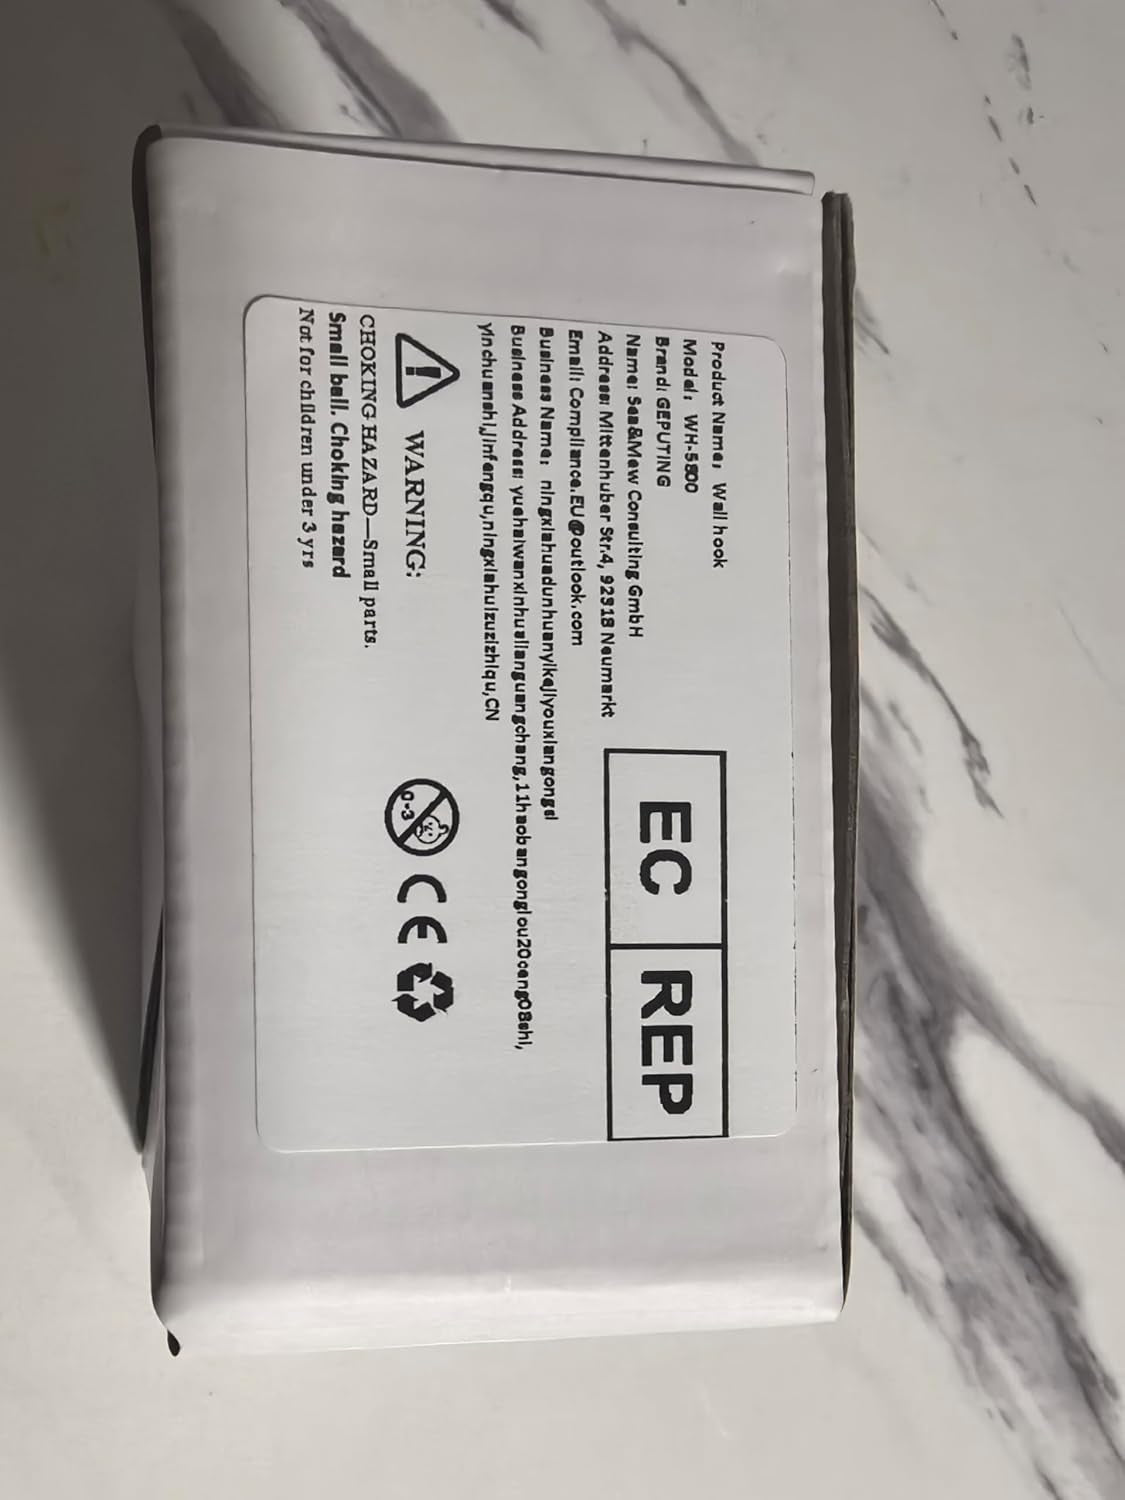 Product Name: Wall hook
Model: WH-5800
Brand: GEPUTING
Name: Sea&Mew Consulting GmbH
Address: Mittenhuber Str.4, 92318 Neumarkt
Email: Compliance.EU@outlook.com
EC REP
Business Name: ningxiahuadunhuanyikejiyouxiangongsi
Business Address: yuehaiwanxinhualianguangchang,11haobangonglou20ceng08shi,
yinchuanshi,jinfengqu,ningxiahuizuzizhiqu,CN
WARNING:
CHOKING HAZARD—Small parts.
Small ball. Choking hazard
Not for children under 3 yrs
0-3
CE